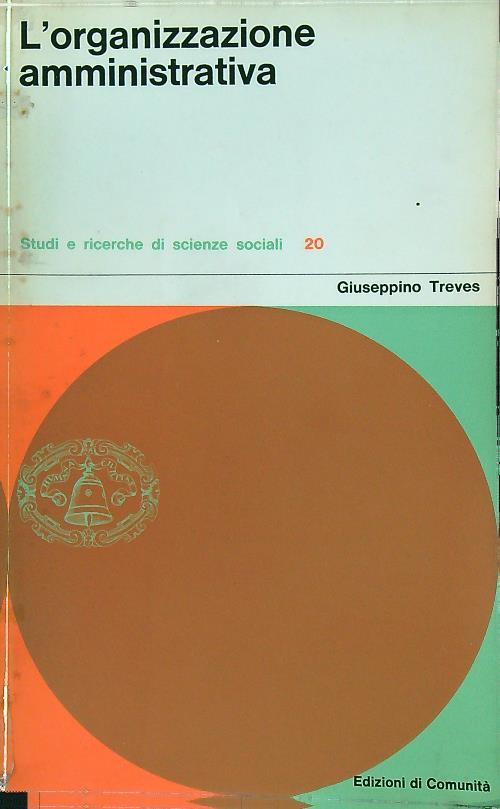 L'organizzazione
amministrativa
Studi e ricerche di scienze sociali 20
Giuseppino Treves
Edizioni di Comunità